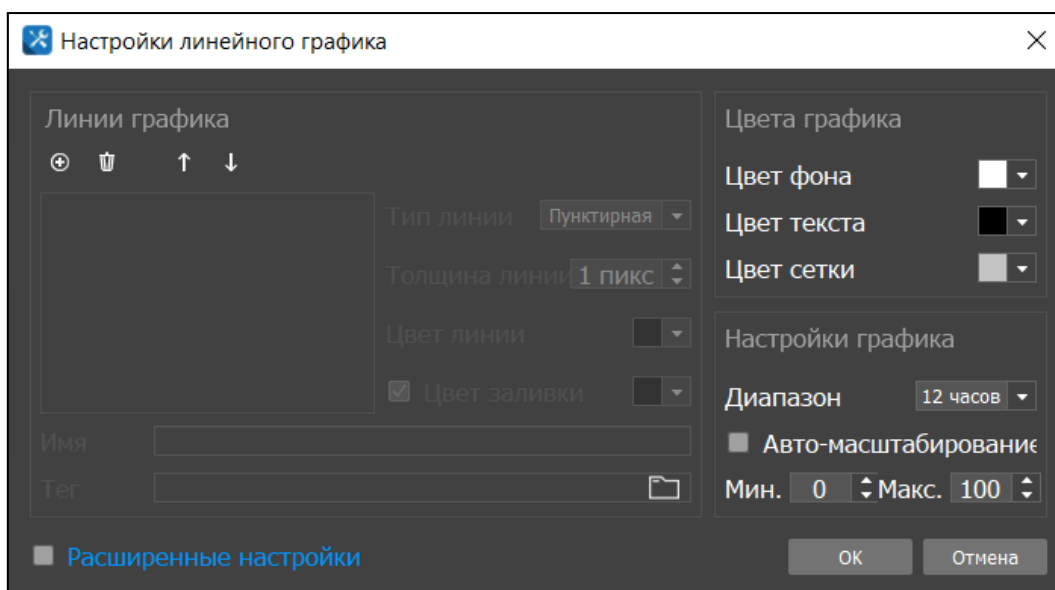 Настройки линейного графика
Линии графика
Тип линии Пунктирная
Толщина линии 1 пикс
Цвет линии
Цвет заливки
Имя
Тег
Цвета графика
Цвет фона
Цвет текста
Цвет сетки
Настройки графика
Диапазон 12 часов
Авто-масштабирование
Мин. 0 Макс. 100
Расширенные настройки
ОК Отмена